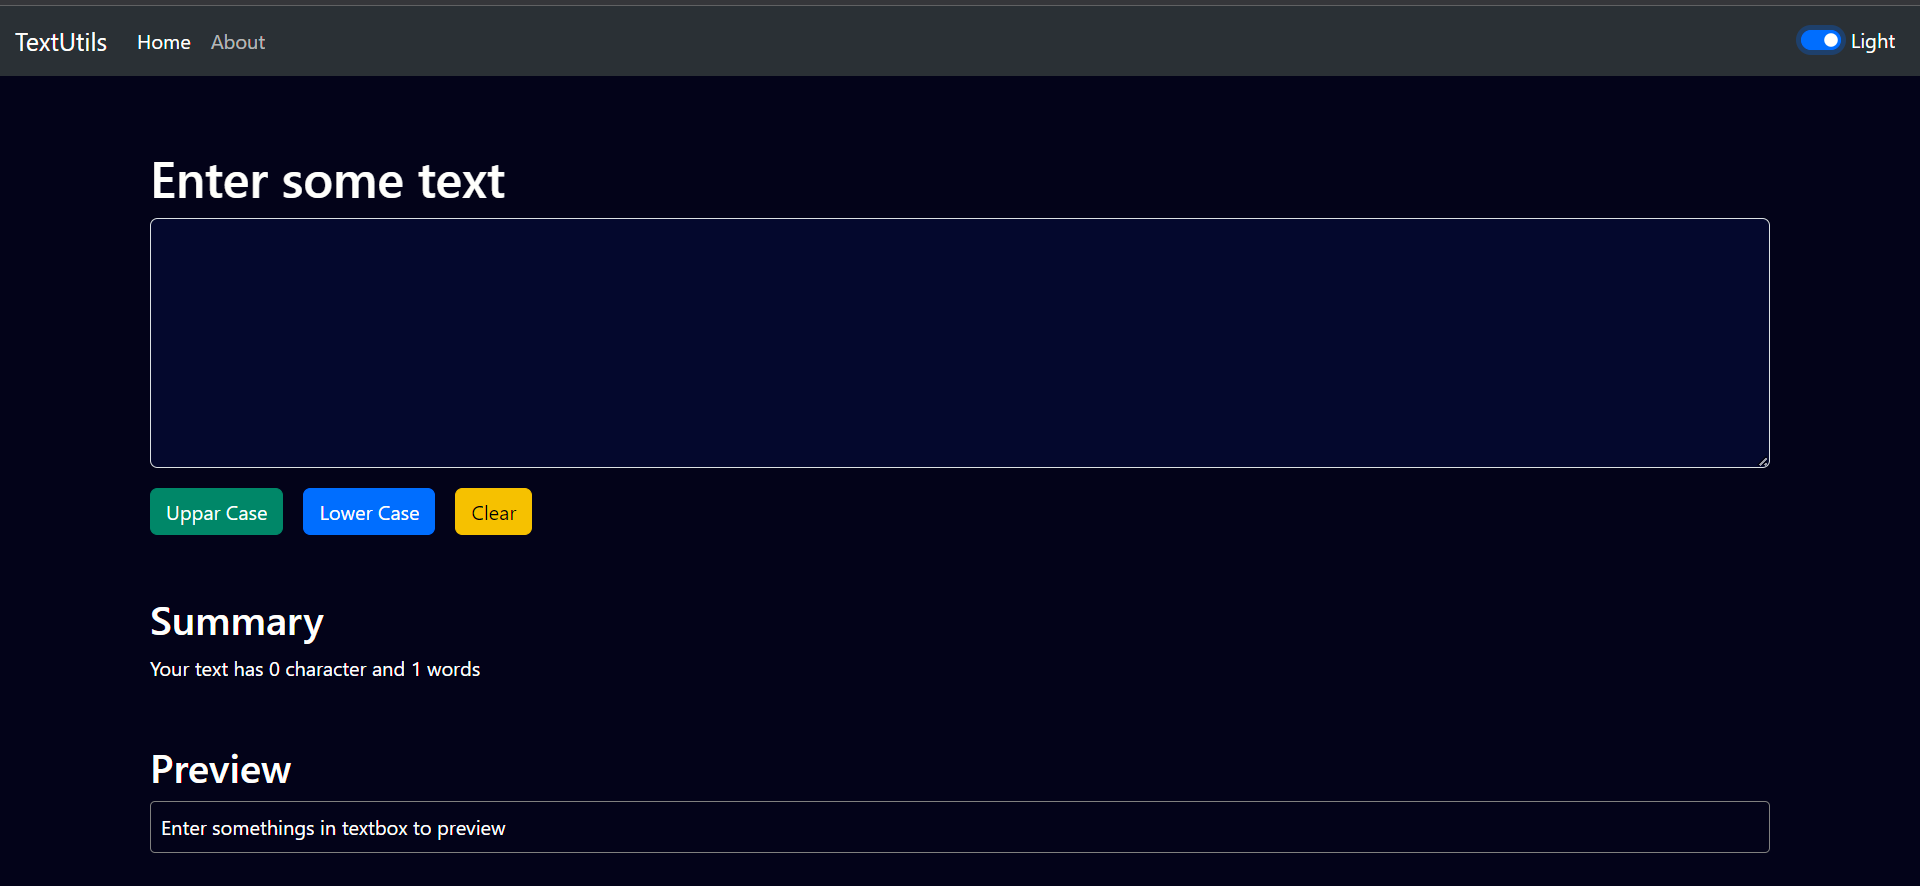 TextUtils Home About Light
Enter some text
Uppar Case Lower Case Clear
Summary
Your text has 0 character and 1 words
Preview
Enter somethings in textbox to preview